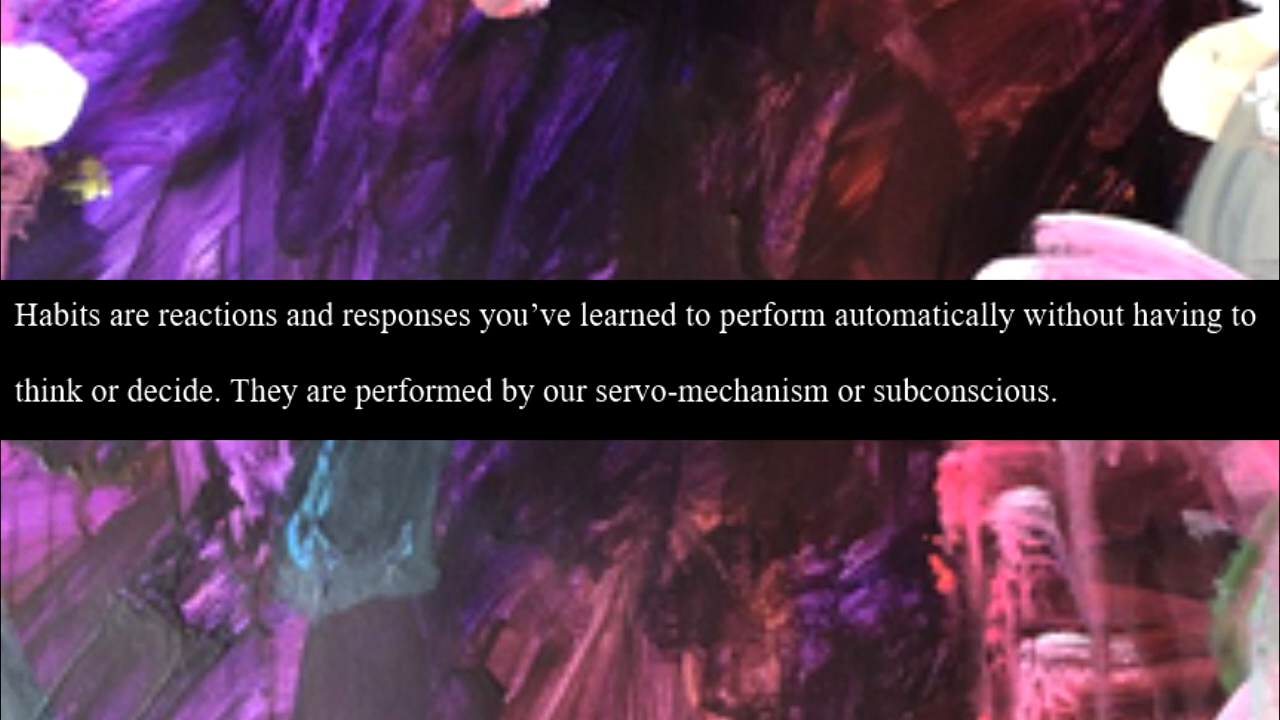 Habits are reactions and responses you’ve learned to perform automatically without having to
think or decide. They are performed by our servo-mechanism or subconscious.